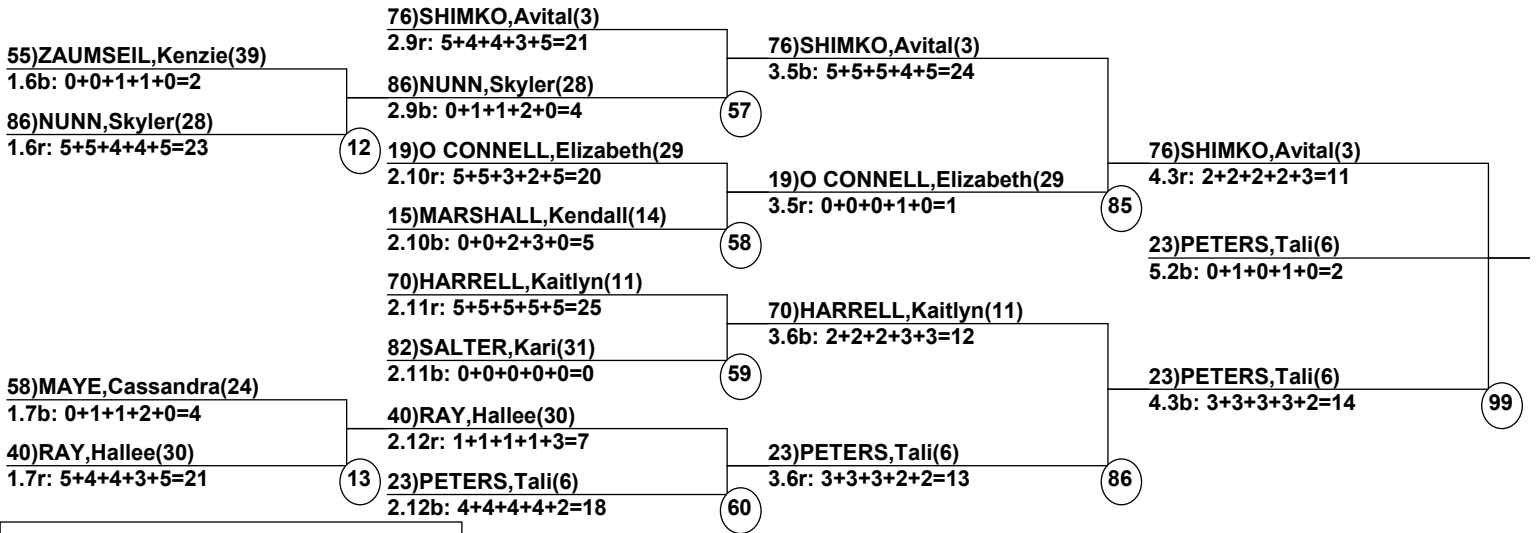 55)ZAUMSEIL,Kenzie(39)
1.6b: 0+0+1+1+0=2
86)NUNN,Skyler(28)
1.6r: 5+5+4+4+5=23
12
58)MAYE,Cassandra(24)
1.7b: 0+1+1+2+0=4
40)RAY,Hallee(30)
1.7r: 5+4+4+3+5=21
13
76)SHIMKO,Avital(3)
2.9r: 5+4+4+3+5=21
86)NUNN,Skyler(28)
2.9b: 0+1+1+2+0=4
57
19)O CONNELL,Elizabeth(29
2.10r: 5+5+3+2+5=20
15)MARSHALL,Kendall(14)
2.10b: 0+0+2+3+0=5
58
70)HARRELL,Kaitlyn(11)
2.11r: 5+5+5+5+5=25
82)SALTER,Kari(31)
2.11b: 0+0+0+0+0=0
59
40)RAY,Hallee(30)
2.12r: 1+1+1+1+3=7
23)PETERS,Tali(6)
2.12b: 4+4+4+4+2=18
60
76)SHIMKO,Avital(3)
3.5b: 5+5+5+4+5=24
19)O CONNELL,Elizabeth(29
3.5r: 0+0+0+1+0=1
85
70)HARRELL,Kaitlyn(11)
3.6b: 2+2+2+3+3=12
23)PETERS,Tali(6)
3.6r: 3+3+3+2+2=13
86
76)SHIMKO,Avital(3)
4.3r: 2+2+2+2+3=11
23)PETERS,Tali(6)
5.2b: 0+1+0+1+0=2
23)PETERS,Tali(6)
4.3b: 3+3+3+3+2=14
99